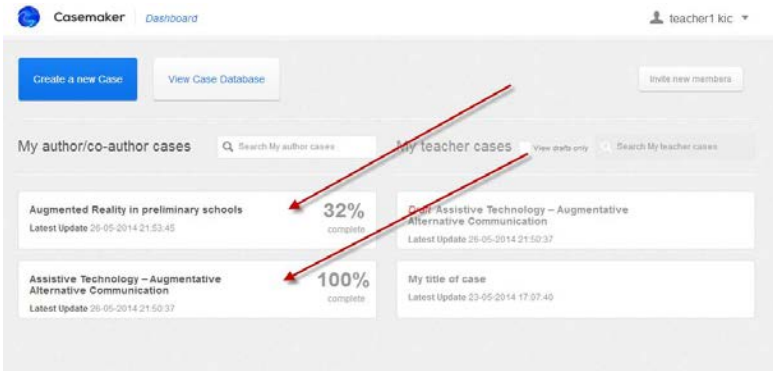 Casemaker Dashboard
teacher1 kic
Create a new Case
View Case Database
Invite new members
My author/co-author cases
Search My author cases
My teacher cases
View drafts only
Search My teacher cases
Augmented Reality in preliminary schools
Latest Update 26-05-2014 21:53:45
32%
complete
Draft Assistive Technology – Augmentative
Alternative Communication
Latest Update 26-05-2014 21:50:37
Assistive Technology – Augmentative
Alternative Communication
Latest Update 26-05-2014 21:50:37
100%
complete
My title of case
Latest Update 23-05-2014 17:07:40